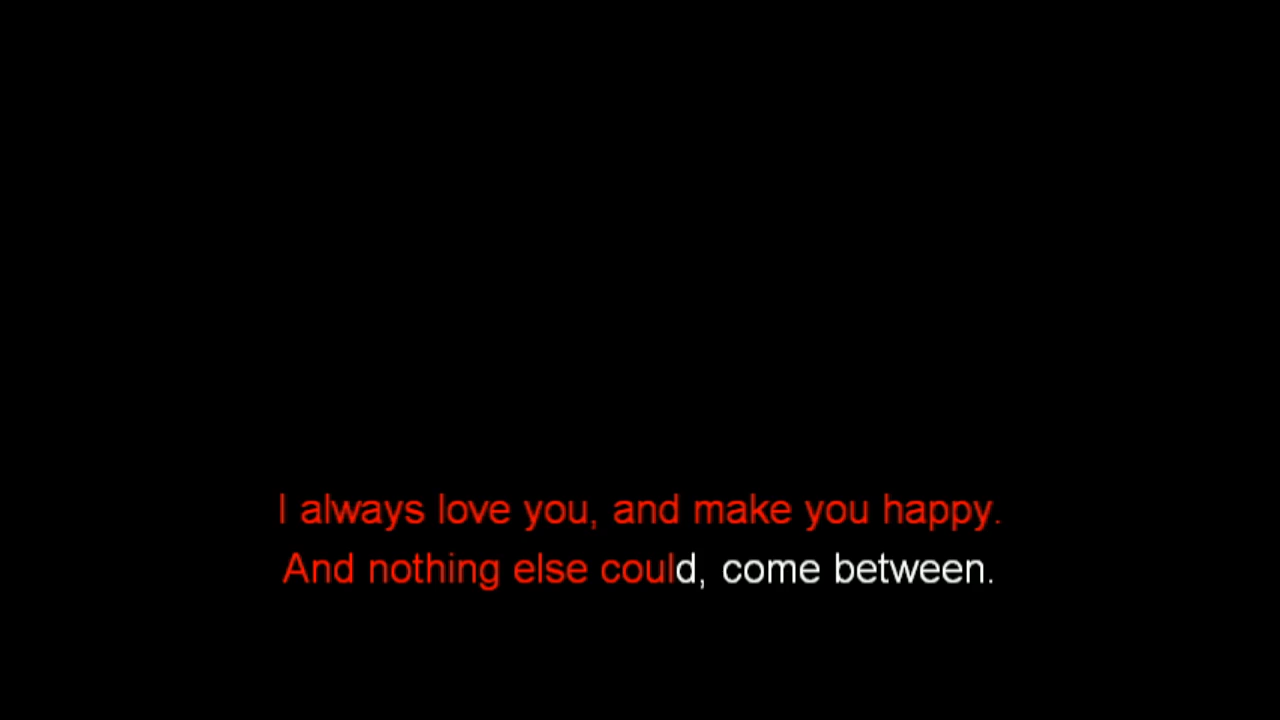 I always love you, and make you happy.
And nothing else could, come between.